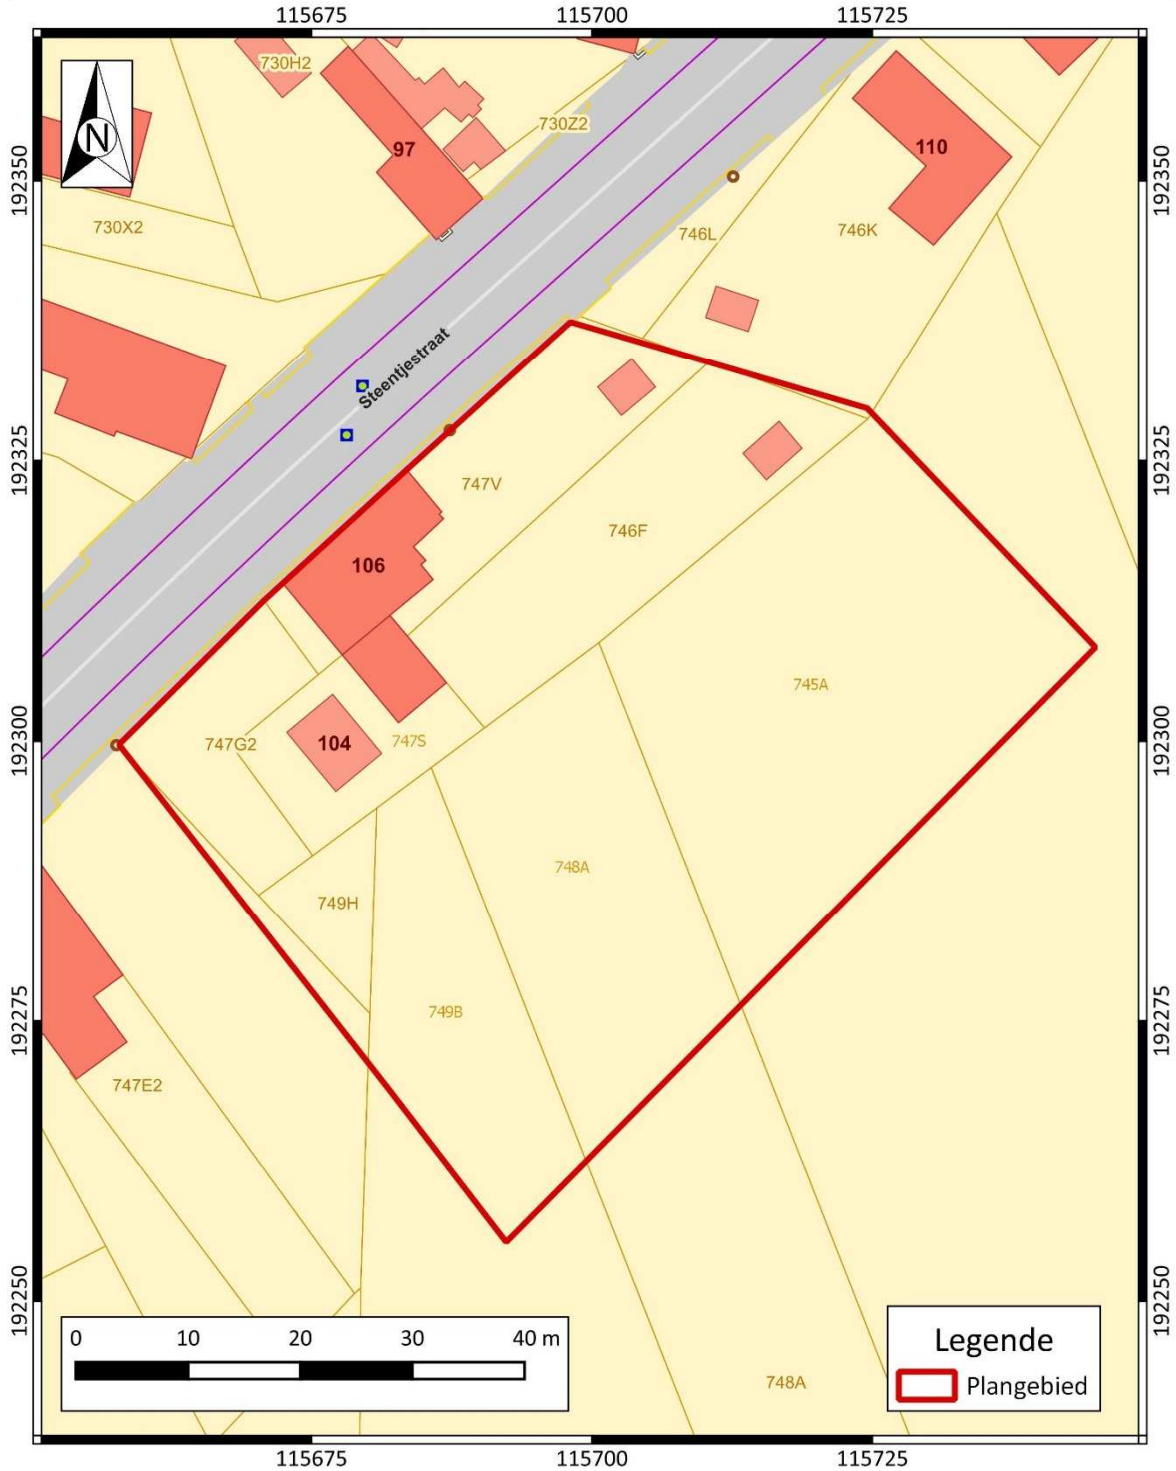 115675 115700 115725
730H2
N
730Z2
97
110
192350
192350
730X2
746L
746K
Steentjestraat
192325
192325
747V
746F
106
745A
192300
192300
747G2
104
747S
748A
749H
192275
192275
749B
747E2
192250
192250
0 10 20 30 40 m
Legende
Plangebied
748A
115675 115700 115725